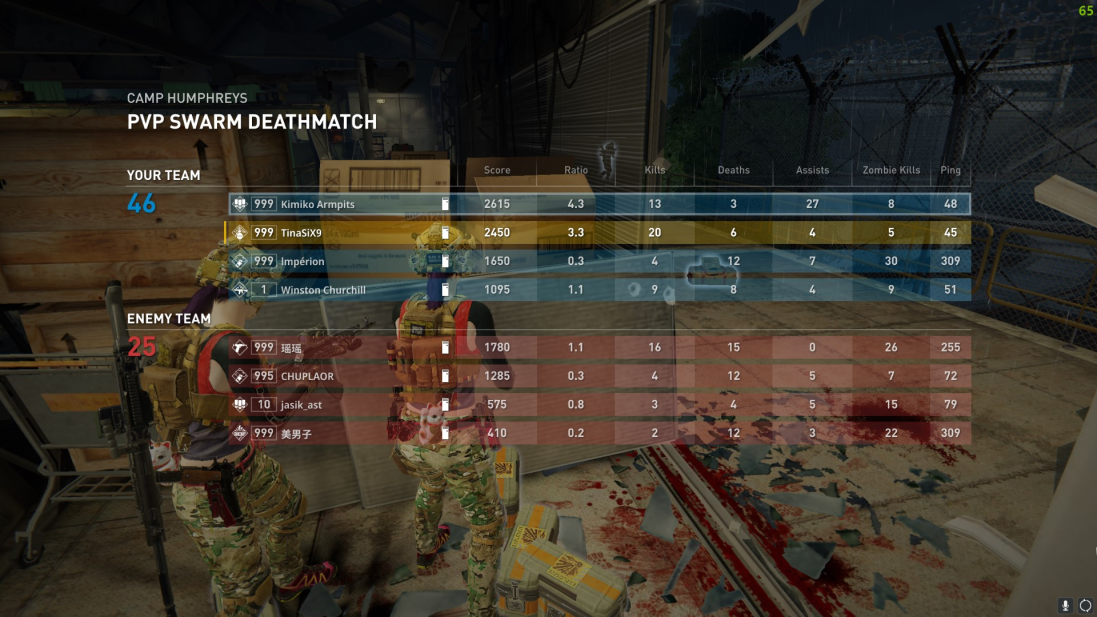 65
CAMP HUMPHREYS
PVP SWARM DEATHMATCH
YOUR TEAM Score Ratio Kills Deaths Assists Zombie Kills Ping
46
999 Kimiko Armpits 2615 4.3 13 3 27 8 48
999 TinaSiX9 2450 3.3 20 6 4 5 45
999 Impérion 1650 0.3 4 12 7 30 309
1 Winston Churchill 1095 1.1 9 8 4 9 51
ENEMY TEAM
25
999 瑶瑶 1780 1.1 16 15 0 26 255
995 CHUPLAOR 1285 0.3 4 12 5 7 72
10 jasik_ast 575 0.8 3 4 5 15 79
999 美男子 410 0.2 2 12 3 22 309